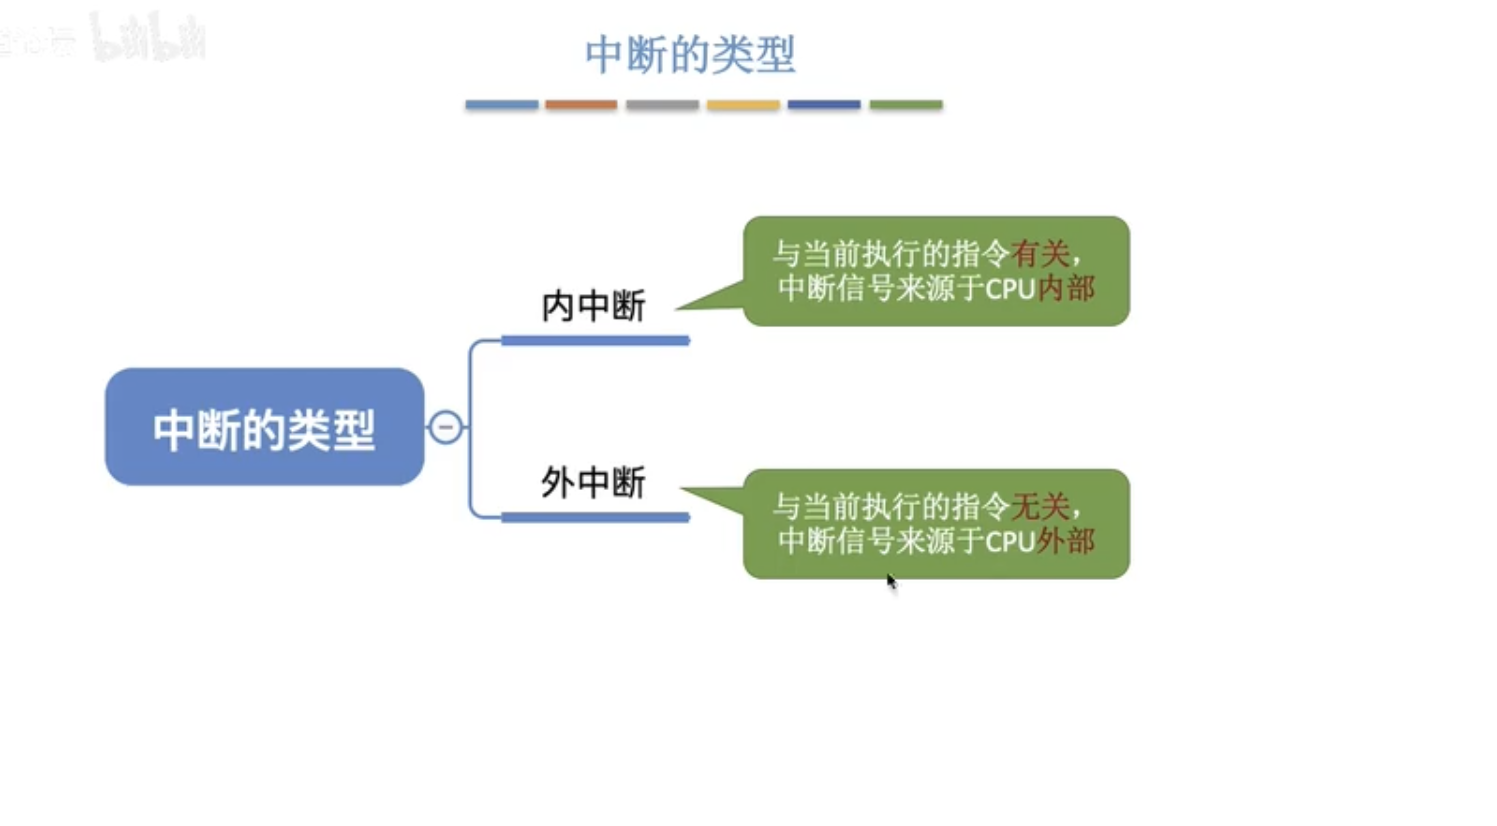 bilibili
中断的类型
与当前执行的指令有关，
中断信号来源于CPU内部
内中断
中断的类型
外中断
与当前执行的指令无关，
中断信号来源于CPU外部